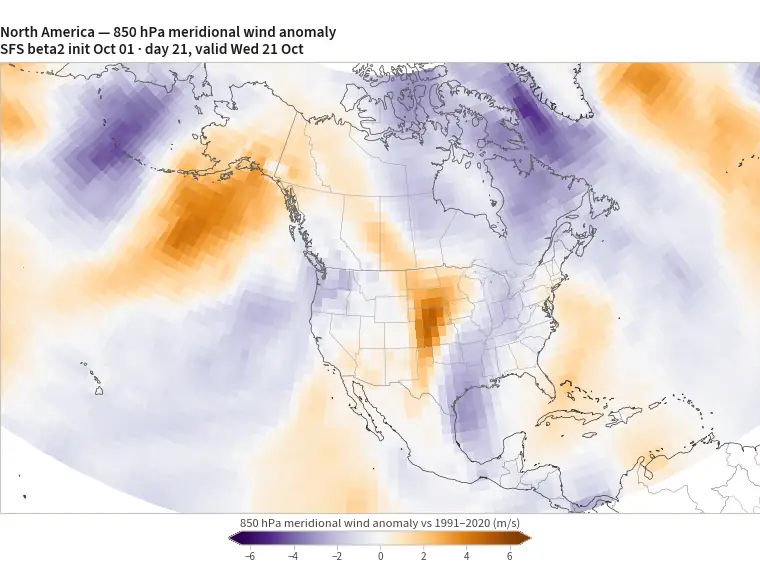 North America — 850 hPa meridional wind anomaly
SFS beta2 init Oct 01 · day 21, valid Wed 21 Oct
850 hPa meridional wind anomaly vs 1991–2020 (m/s)
−6 −4 −2 0 2 4 6